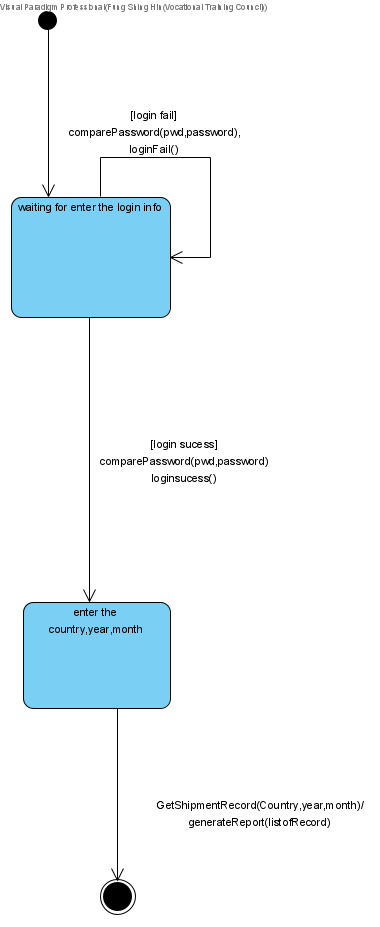 Visual Paradigm Professional(Fung Shing Hin(Vocational Training Council))
[login fail]
comparePassword(pwd,password),
loginFail()
waiting for enter the login info
[login sucess]
comparePassword(pwd,password)
loginsucess()
enter the
country,year,month
GetShipmentRecord(Country,year,month)/
generateReport(listofRecord)